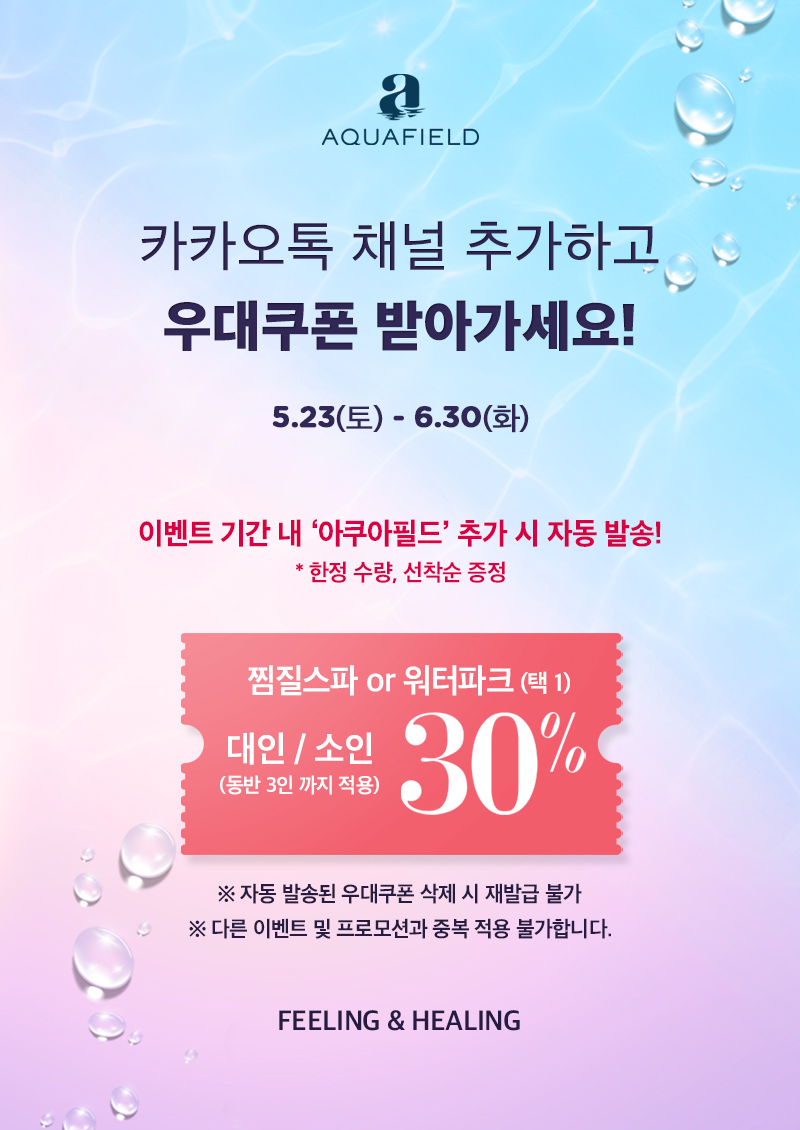 a
AQUAFIELD
카카오톡 채널 추가하고
우대쿠폰 받아가세요!
5.23(토) - 6.30(화)
이벤트 기간 내 ‘아쿠아필드’ 추가 시 자동 발송!
* 한정 수량, 선착순 증정
찜질스파 or 워터파크 (택 1)
대인 / 소인
(동반 3인 까지 적용)
30%
※ 자동 발송된 우대쿠폰 삭제 시 재발급 불가
※ 다른 이벤트 및 프로모션과 중복 적용 불가합니다.
FEELING & HEALING